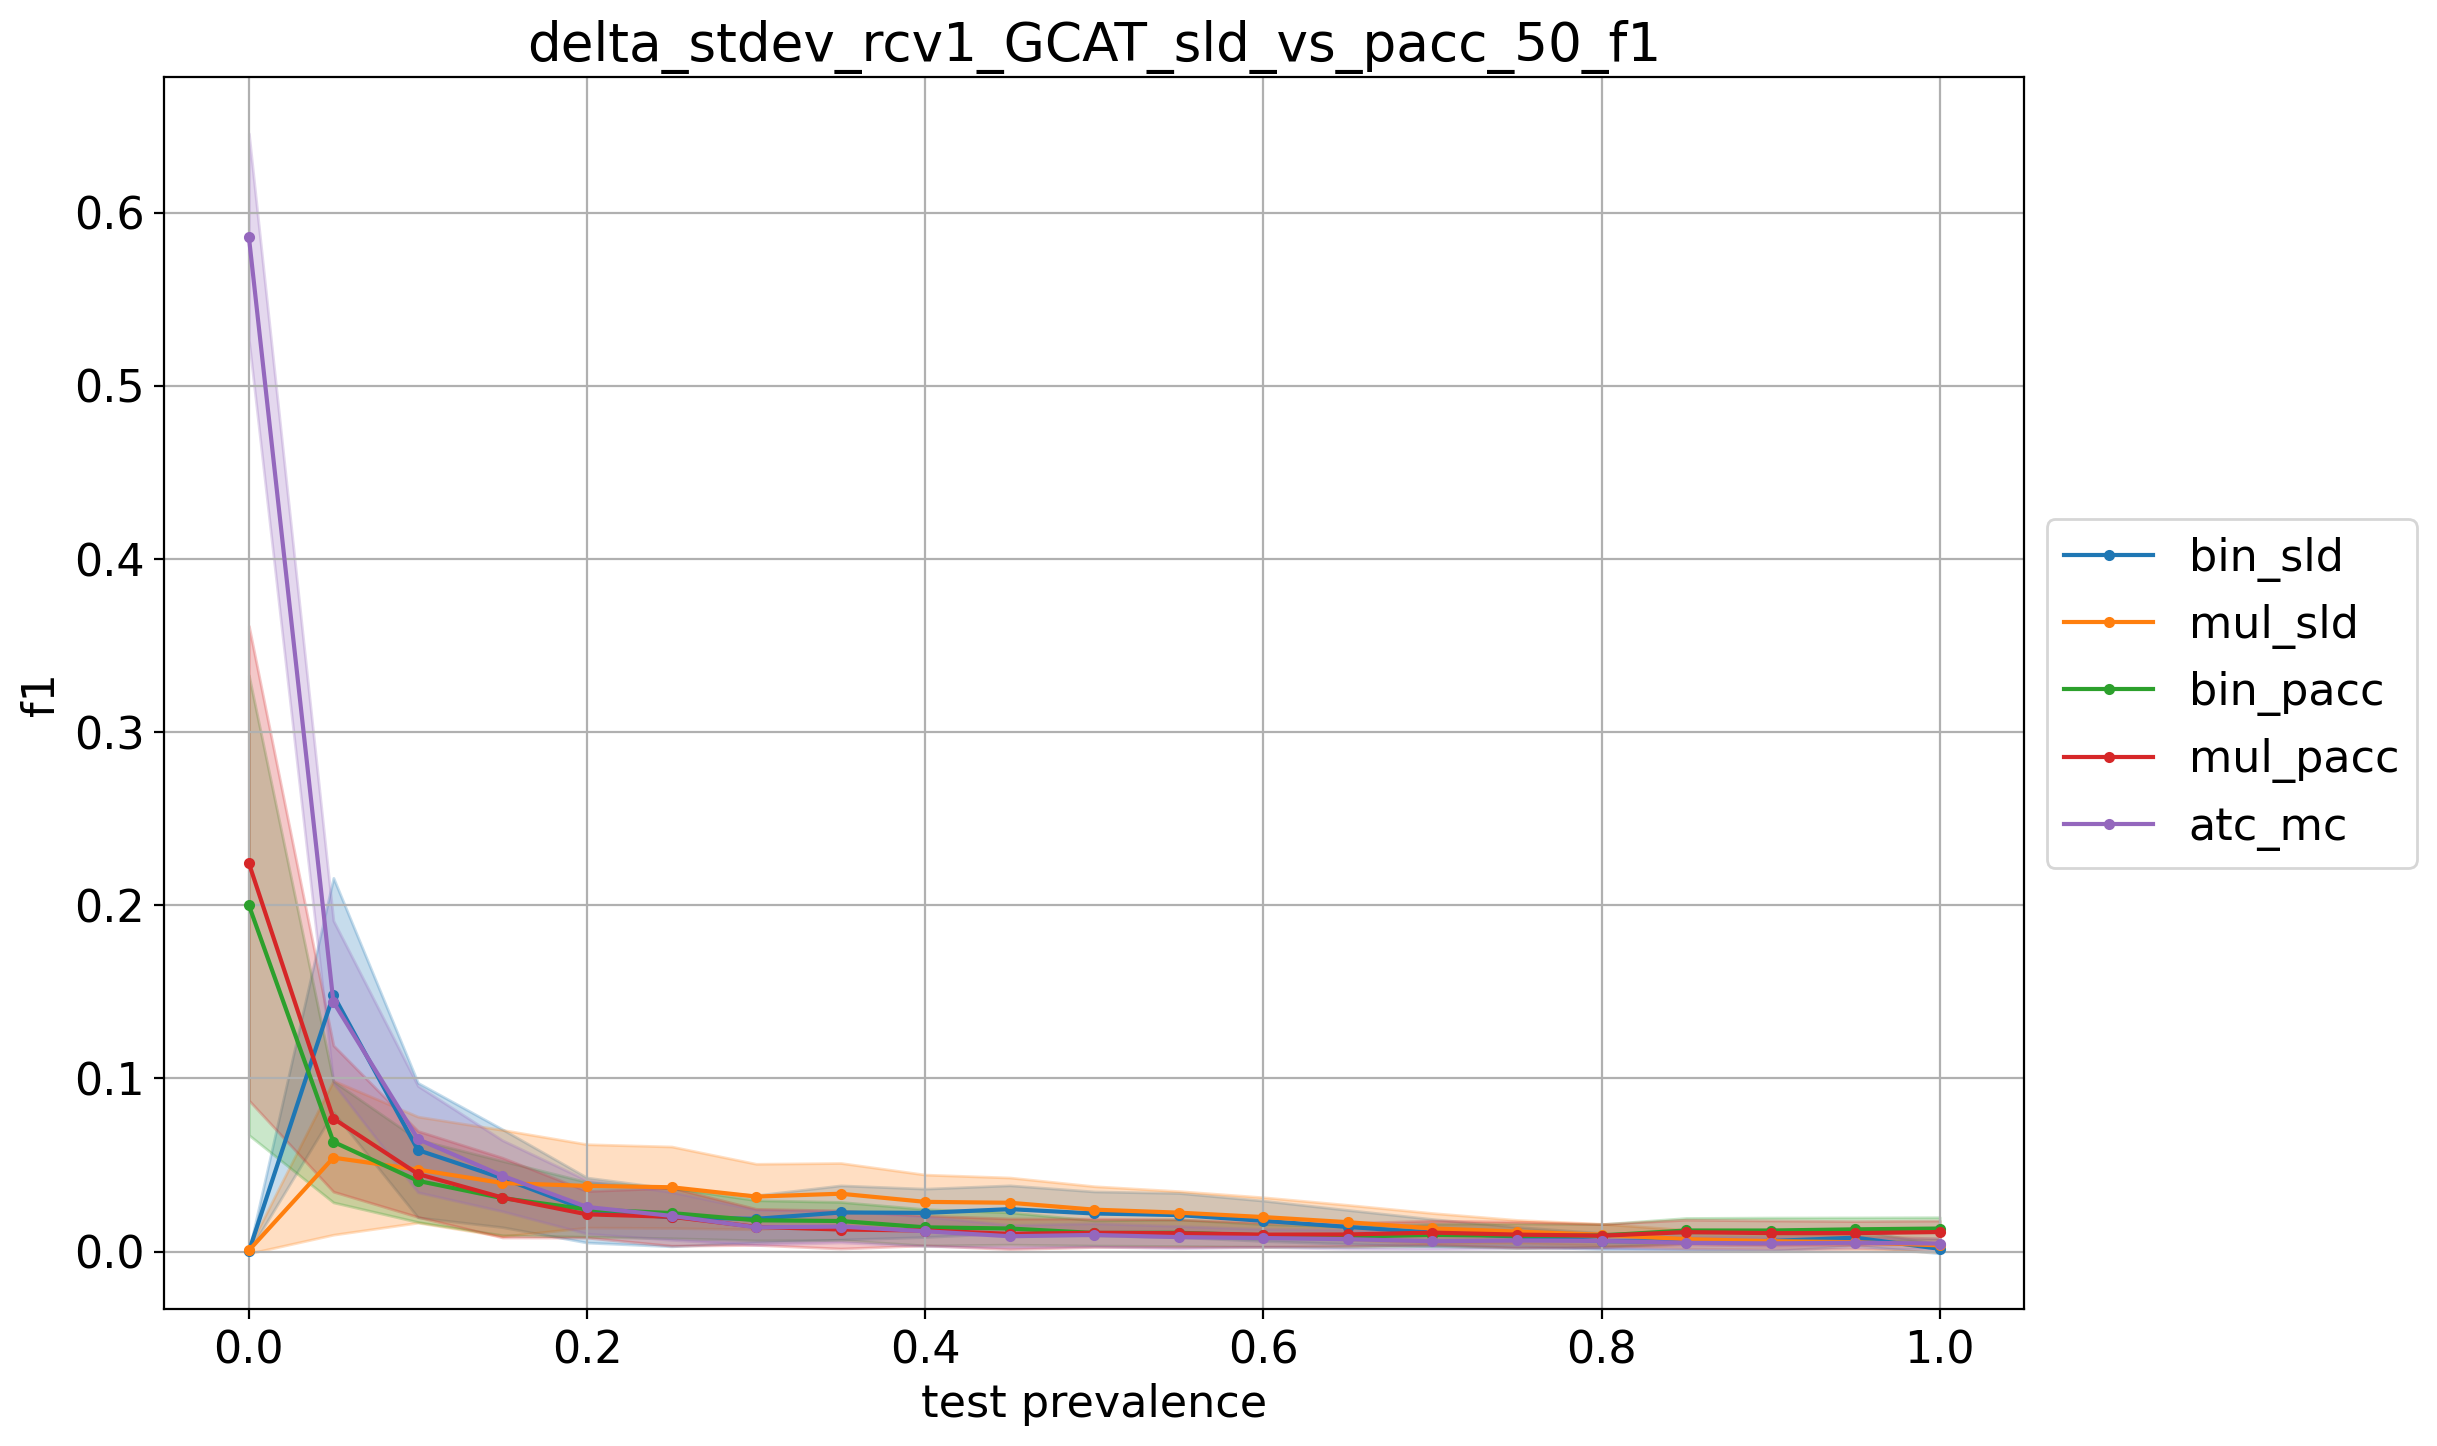 delta_stdev_rcv1_GCAT_sld_vs_pacc_50_f1
f1
0.6
0.5
0.4
0.3
0.2
0.1
0.0
0.0 0.2 0.4 0.6 0.8 1.0
test prevalence
bin_sld
mul_sld
bin_pacc
mul_pacc
atc_mc